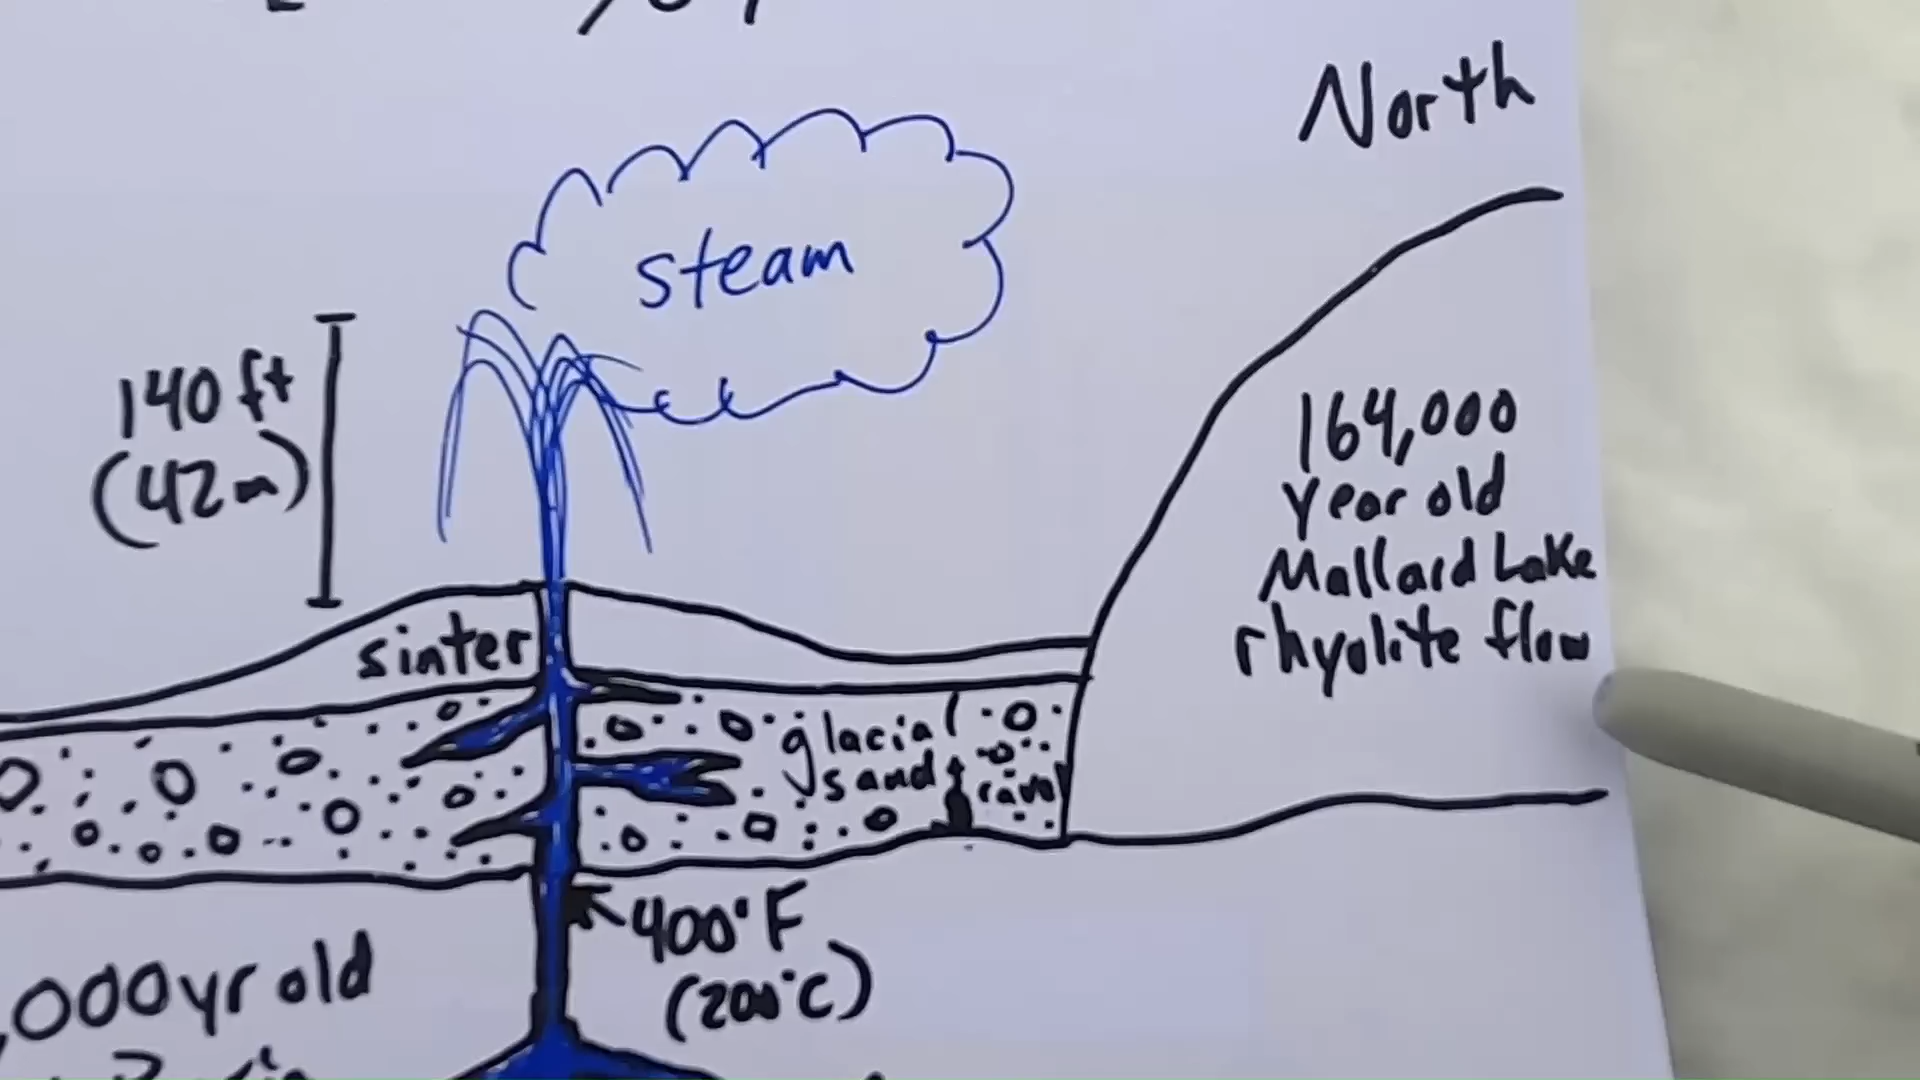 North
steam
140 ft
(42m)
164,000
year old
Mallard Lake
rhyolite flow
sinter
glacial
sand
400°F
(200°C)
,000 yr old